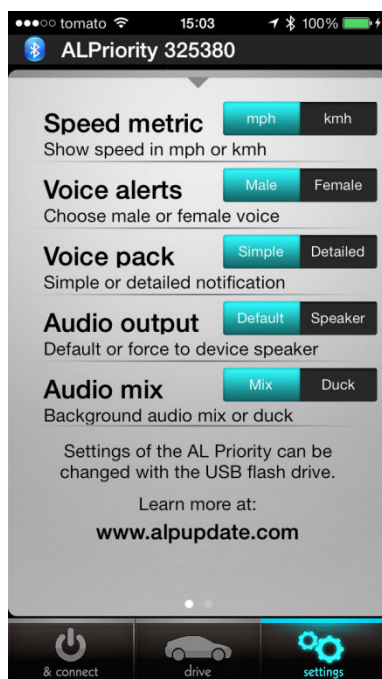 tomato 15:03 100%
ALPriority 325380
Speed metric mph kmh
Show speed in mph or kmh
Voice alerts Male Female
Choose male or female voice
Voice pack Simple Detailed
Simple or detailed notification
Audio output Default Speaker
Default or force to device speaker
Audio mix Mix Duck
Background audio mix or duck
Settings of the AL Priority can be
changed with the USB flash drive.
Learn more at:
www.alpupdate.com
& connect drive settings